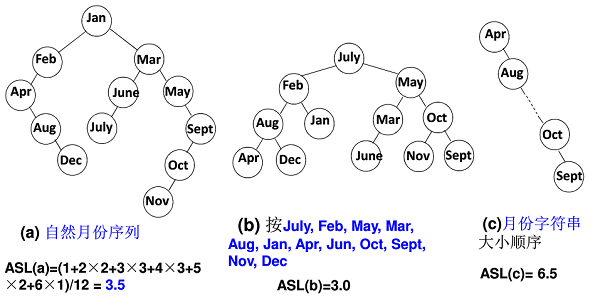 Jan
Feb
Mar
Apr
June
May
Aug
July
Sept
Dec
Oct
Nov
(a) 自然月份序列
ASL(a)=(1+2×2+3×3+4×3+5
×2+6×1)/12 = 3.5
July
Feb
May
Aug
Jan
Mar
Oct
Apr
Dec
June
Nov
Sept
(b) 按July, Feb, May, Mar,
Aug, Jan, Apr, Jun, Oct, Sept,
Nov, Dec
ASL(b)=3.0
Apr
Aug
Oct
Sept
(c)月份字符串
大小顺序
ASL(c)= 6.5